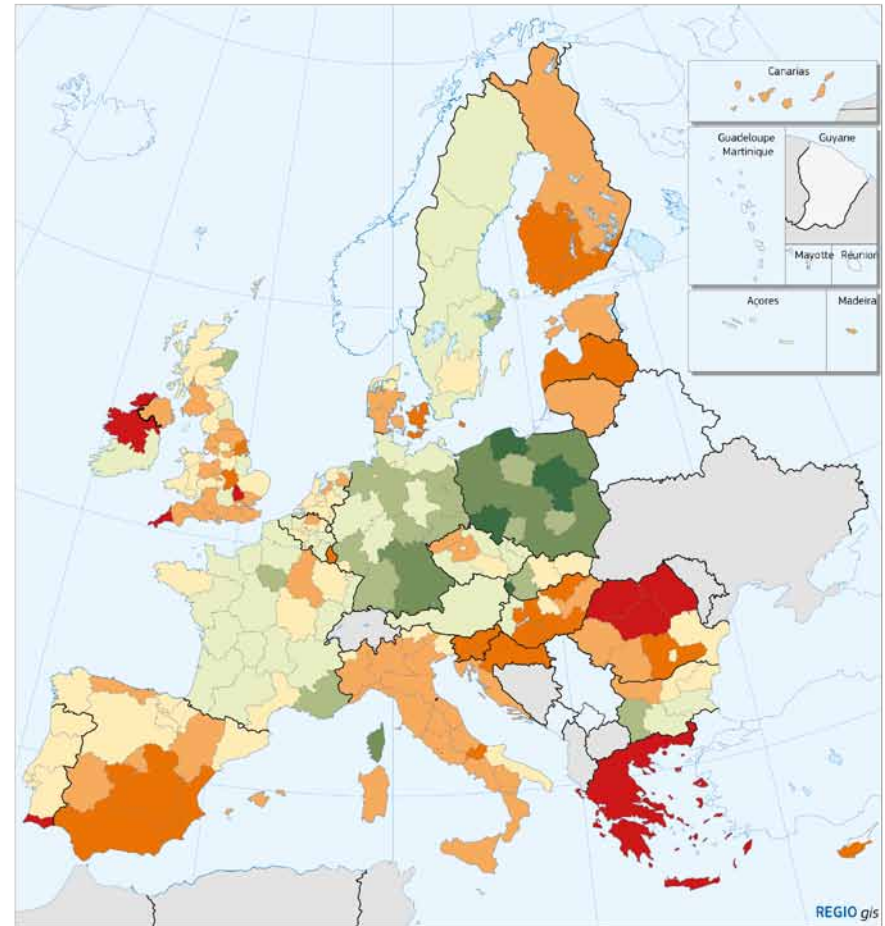 Canarias
Guadeloupe
Martinique
Guyane
Mayotte
Réunion
Açores
Madeira
REGIO gis